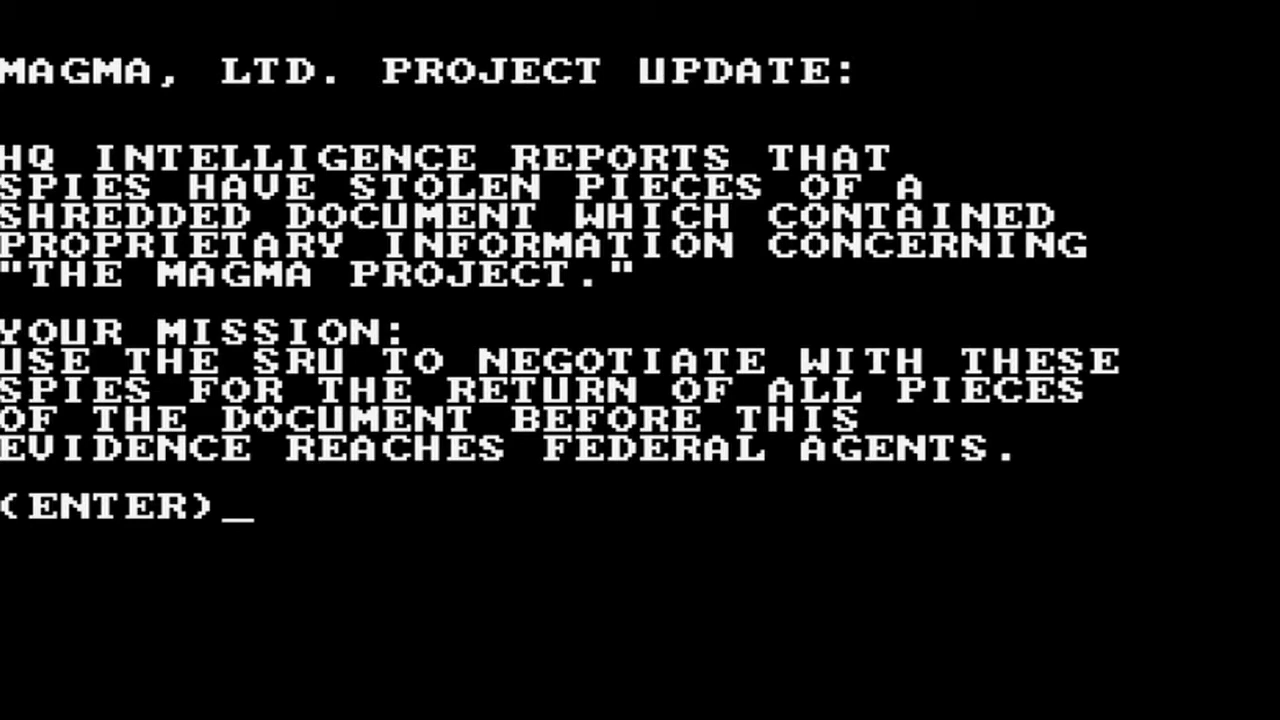 MAGMA, LTD. PROJECT UPDATE:
HQ INTELLIGENCE REPORTS THAT
SPIES HAVE STOLEN PIECES OF A
SHREDDED DOCUMENT WHICH CONTAINED
PROPRIETARY INFORMATION CONCERNING
"THE MAGMA PROJECT."
YOUR MISSION:
USE THE SRU TO NEGOTIATE WITH THESE
SPIES FOR THE RETURN OF ALL PIECES
OF THE DOCUMENT BEFORE THIS
EVIDENCE REACHES FEDERAL AGENTS.
(ENTER)_